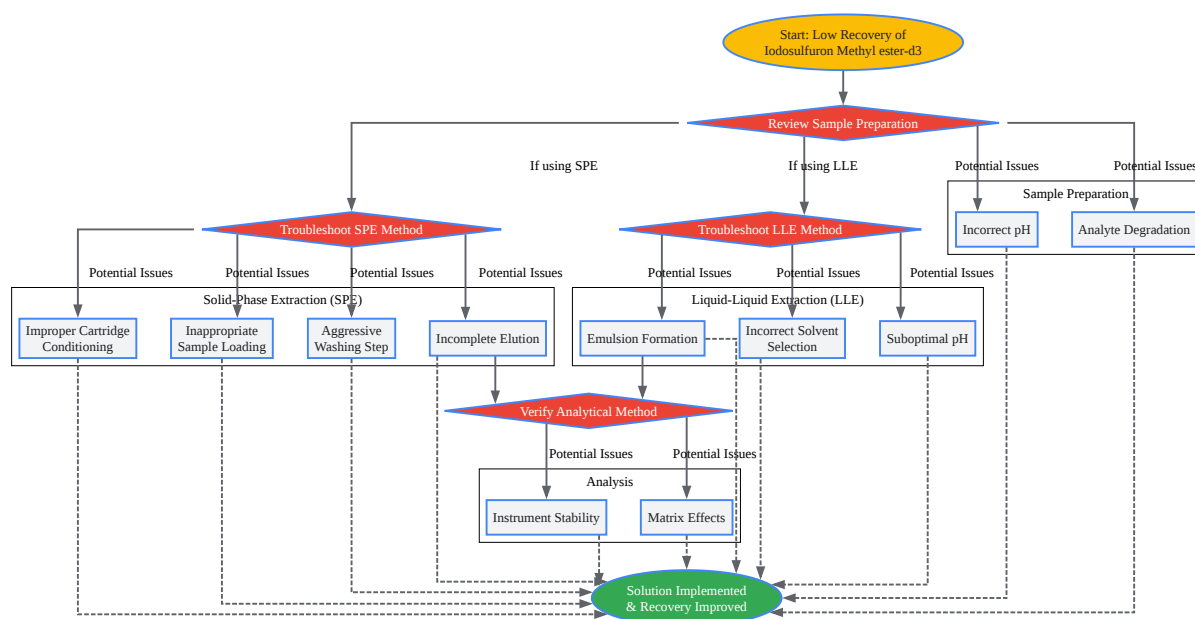 Start: Low Recovery of
Iodosulfuron Methyl ester-d3
Review Sample Preparation
If using SPE
If using LLE
Potential Issues
Potential Issues
Sample Preparation
Incorrect pH
Analyte Degradation
Troubleshoot SPE Method
Troubleshoot LLE Method
Potential Issues
Potential Issues
Potential Issues
Potential Issues
Potential Issues
Potential Issues
Potential Issues
Solid-Phase Extraction (SPE)
Liquid-Liquid Extraction (LLE)
Improper Cartridge
Conditioning
Inappropriate
Sample Loading
Aggressive
Washing Step
Incomplete Elution
Emulsion Formation
Incorrect Solvent
Selection
Suboptimal pH
Verify Analytical Method
Potential Issues
Potential Issues
Analysis
Instrument Stability
Matrix Effects
Solution Implemented
& Recovery Improved